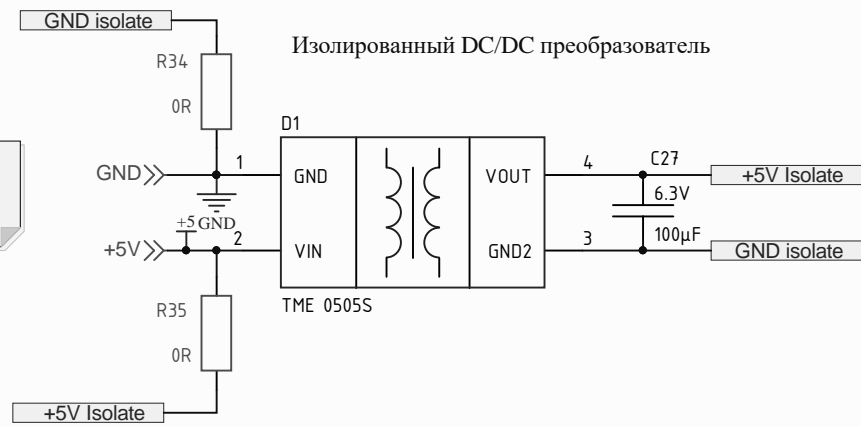 GND isolate
Изолированный DC/DC преобразователь
R34
0R
D1
GND
1
GND
VOUT
4
C27
+5V Isolate
6.3V
+5
GND
+5V
2
VIN
GND2
3
100µF
GND isolate
TME 0505S
R35
0R
+5V Isolate